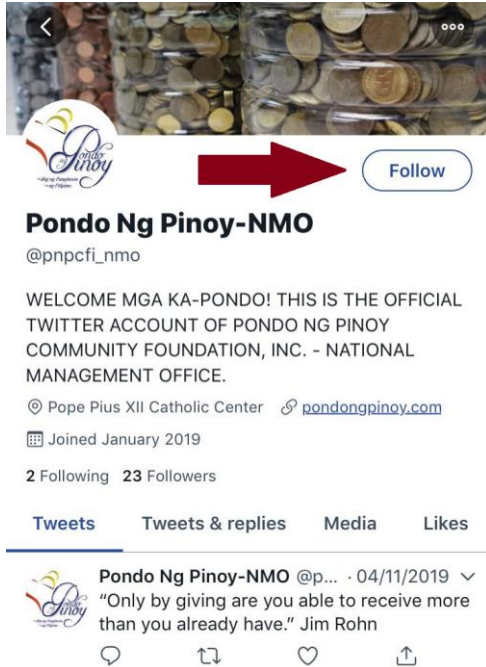 Pondo
ng
Pinoy
Follow
Pondo Ng Pinoy-NMO
@pnpcfi_nmo
WELCOME MGA KA-PONDO! THIS IS THE OFFICIAL
TWITTER ACCOUNT OF PONDO NG PINOY
COMMUNITY FOUNDATION, INC. - NATIONAL
MANAGEMENT OFFICE.
Pope Pius XII Catholic Center pondongpinoy.com
Joined January 2019
2 Following 23 Followers
Tweets Tweets & replies Media Likes
Pondo Ng Pinoy-NMO @p... · 04/11/2019
“Only by giving are you able to receive more
than you already have.” Jim Rohn